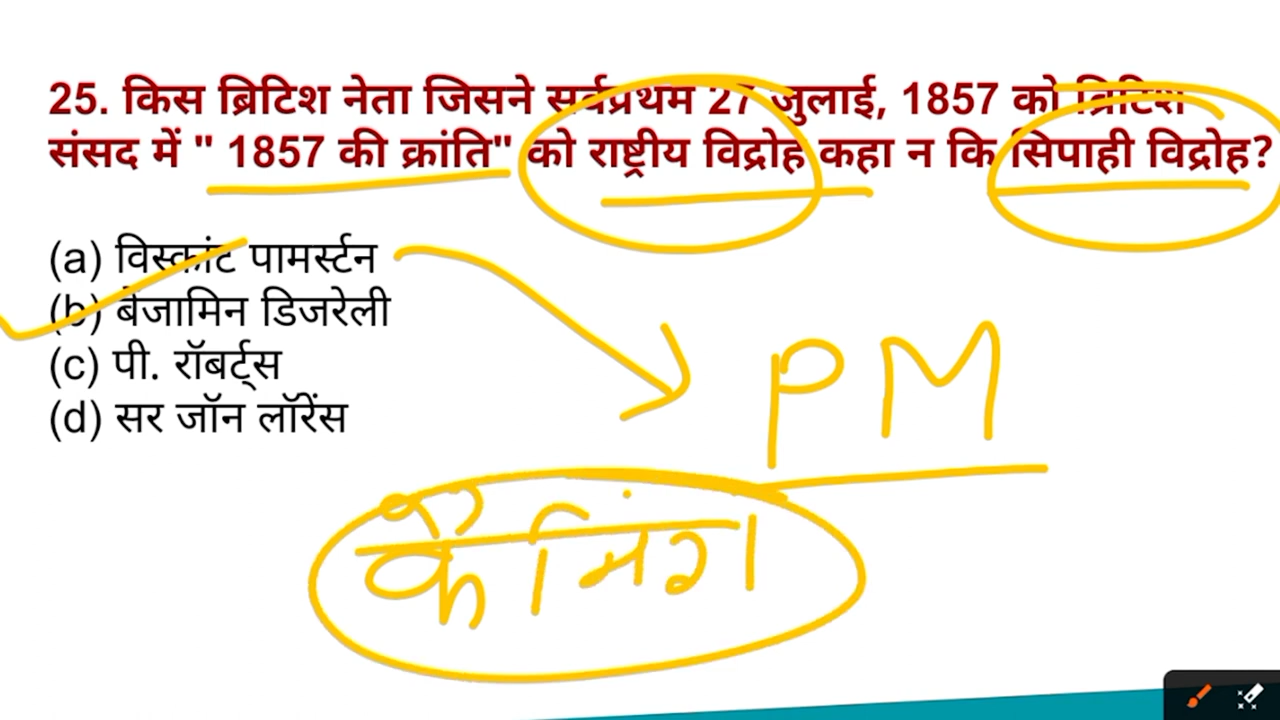 25. किस ब्रिटिश नेता जिसने सर्वप्रथम 27 जुलाई, 1857 को ब्रिटिश
संसद में " 1857 की क्रांति" को राष्ट्रीय विद्रोह कहा न कि सिपाही विद्रोह?
(a) विस्कांट पामर्स्टन
(b) बेंजामिन डिजरेली
(c) पी. रॉबर्ट्स
(d) सर जॉन लॉरेंस
PM
कैनिंग